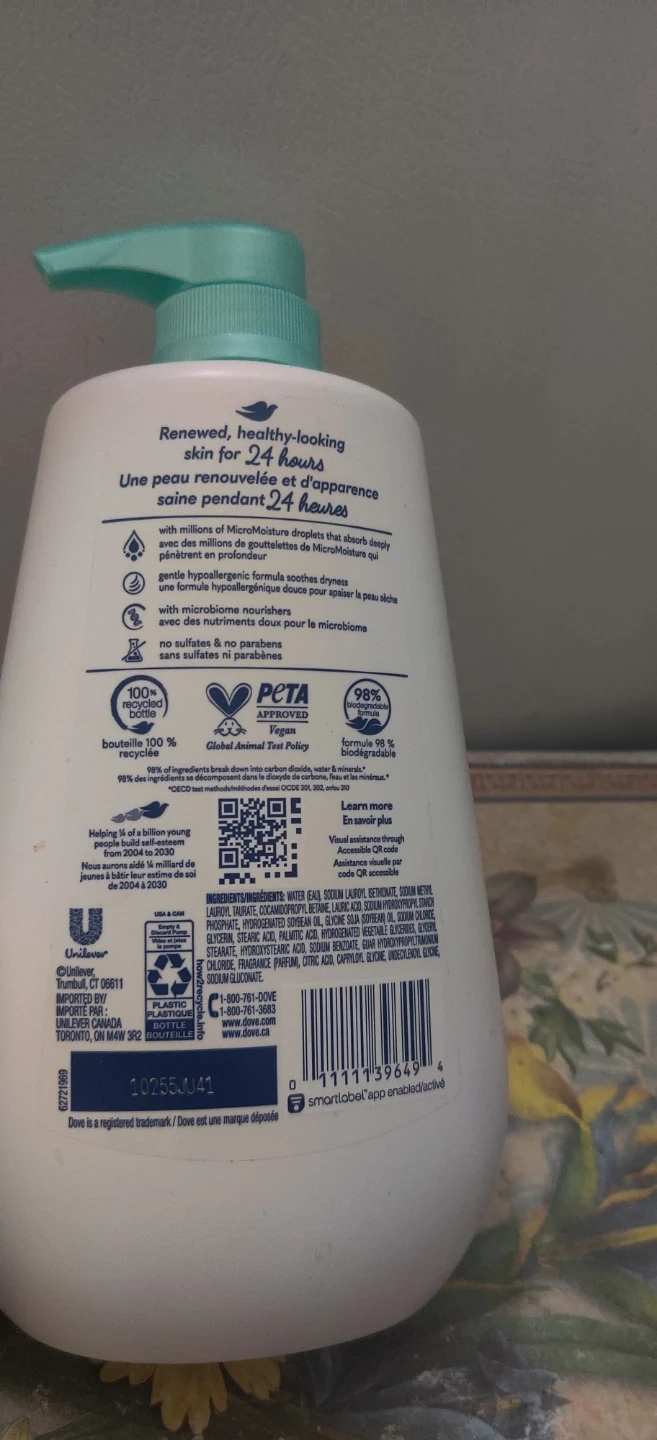 Renewed, healthy-looking
skin for 24 hours
Une peau renouvelée et d'apparence
saine pendant 24 heures
with millions of MicroMoisture droplets that absorb deeply
avec des millions de gouttelettes de MicroMoisture qui
pénètrent en profondeur
gentle hypoallergenic formula soothes dryness
une formule hypoallergénique douce pour apaiser la peau sèche
with microbiome nourishers
avec des nutriments doux pour le microbiome
no sulfates & no parabens
sans sulfates ni parabènes
100%
recycled
bottle
bouteille 100 %
recyclée
PETA
APPROVED
Vegan
Global Animal Test Policy
98%
biodegradable
formula
formule 98 %
biodégradable
98% of ingredients break down into carbon dioxide, water & minerals.*
98% des ingrédients se décomposent dans le dioxyde de carbone, l'eau et les minéraux.*
*OECD test methods/méthodes d'essai OCDE 301, 302, or/ou 310
Helping ¼ of a billion young
people build self-esteem
from 2004 to 2030
Nous aurons aidé ¼ milliard de
jeunes à bâtir leur estime de soi
de 2004 à 2030
Learn more
En savoir plus
Visual assistance through
Accessible QR code
Assistance visuelle par
code QR accessible
INGREDIENTS/INGRÉDIENTS: WATER (EAU), SODIUM LAUROYL ISETHIONATE, SODIUM METHYL
LAUROYL TAURATE, COCAMIDOPROPYL BETAINE, LAURIC ACID, SODIUM HYDROXYPROPYL STARCH
PHOSPHATE, HYDROGENATED SOYBEAN OIL, GLYCINE SOJA (SOYBEAN) OIL, SODIUM CHLORIDE,
GLYCERIN, STEARIC ACID, PALMITIC ACID, HYDROGENATED VEGETABLE GLYCERIDES, GLYCERYL
STEARATE, HYDROXYSTEARIC ACID, SODIUM BENZOATE, GUAR HYDROXYPROPYLTRIMONIUM
CHLORIDE, FRAGRANCE (PARFUM), CITRIC ACID, CAPRYLOYL GLYCINE, UNDECYLENOYL GLYCINE,
SODIUM GLUCONATE.
Unilever
©Unilever,
Trumbull, CT 06611
IMPORTED BY/
IMPORTÉ PAR :
UNILEVER CANADA
TORONTO, ON M4W 3R2
USA & CAN
Empty &
Discard Pump
Videz et jetez
la pompe
PLASTIC
PLASTIQUE
BOTTLE
BOUTEILLE
how2recycle.info
1-800-761-DOVE
1-800-761-3683
www.dove.com
www.dove.ca
0 11111 39649 4
smartlabel™ app enabled/activé
62721969
10255JU41
Dove is a registered trademark / Dove est une marque déposée